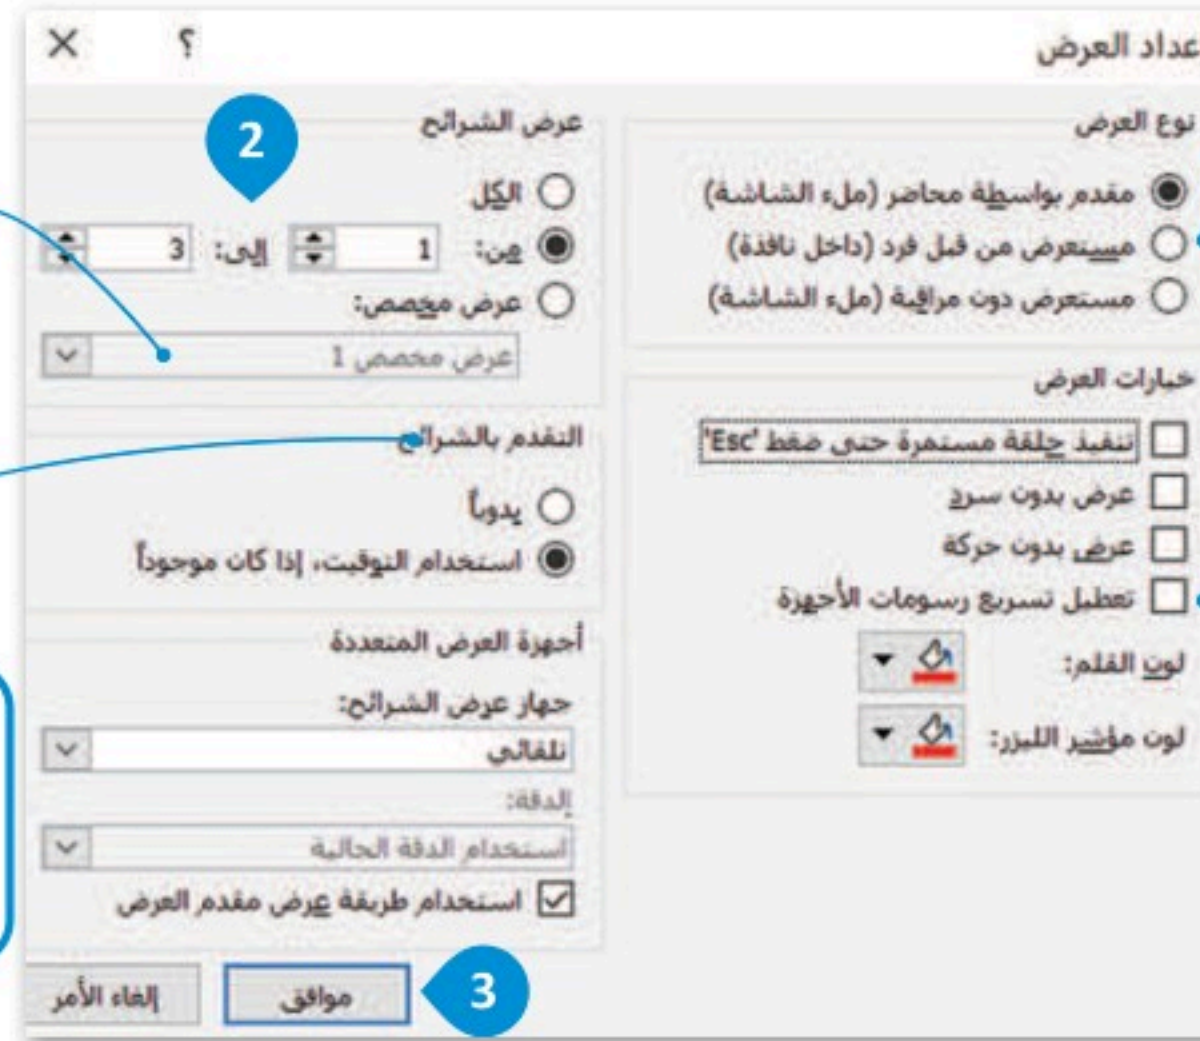 عداد العرض
؟
نوع العرض
مقدم بواسطة محاضر (ملء الشاشة)
مستعرض من قبل فرد (داخل نافذة)
مستعرض دون مراقبة (ملء الشاشة)
خيارات العرض
تنفيذ حلقة مستمرة حتى ضغط 'Esc'
عرض بدون سرد
عرض بدون حركة
تعطيل تسريع رسومات الأجهزة
لون القلم:
لون مؤشر الليزر:
عرض الشرائح
2
الكل
من: 1 إلى: 3
عرض مخصص:
عرض مخصص 1
التقدم بالشرائح
يدوياً
استخدام التوقيت، إذا كان موجوداً
أجهزة العرض المتعددة
جهاز عرض الشرائح:
تلقائي
الدقة:
استخدام الدقة الحالية
استخدام طريقة عرض مقدم العرض
3
موافق
إلغاء الأمر